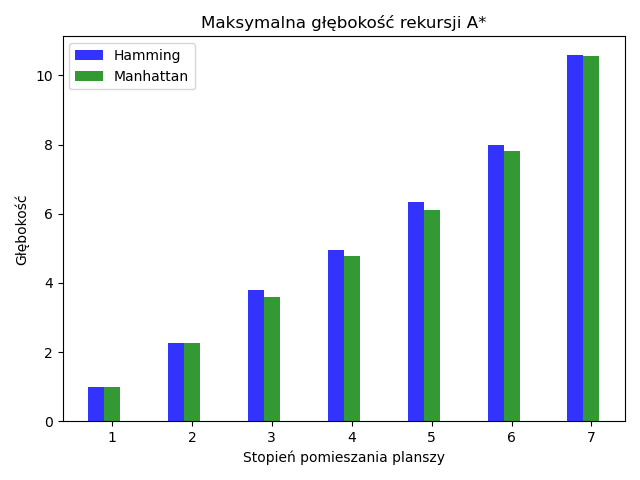 Maksymalna głębokość rekursji A*
Hamming
Manhattan
Głębokość
10
8
6
4
2
0
1 2 3 4 5 6 7
Stopień pomieszania planszy